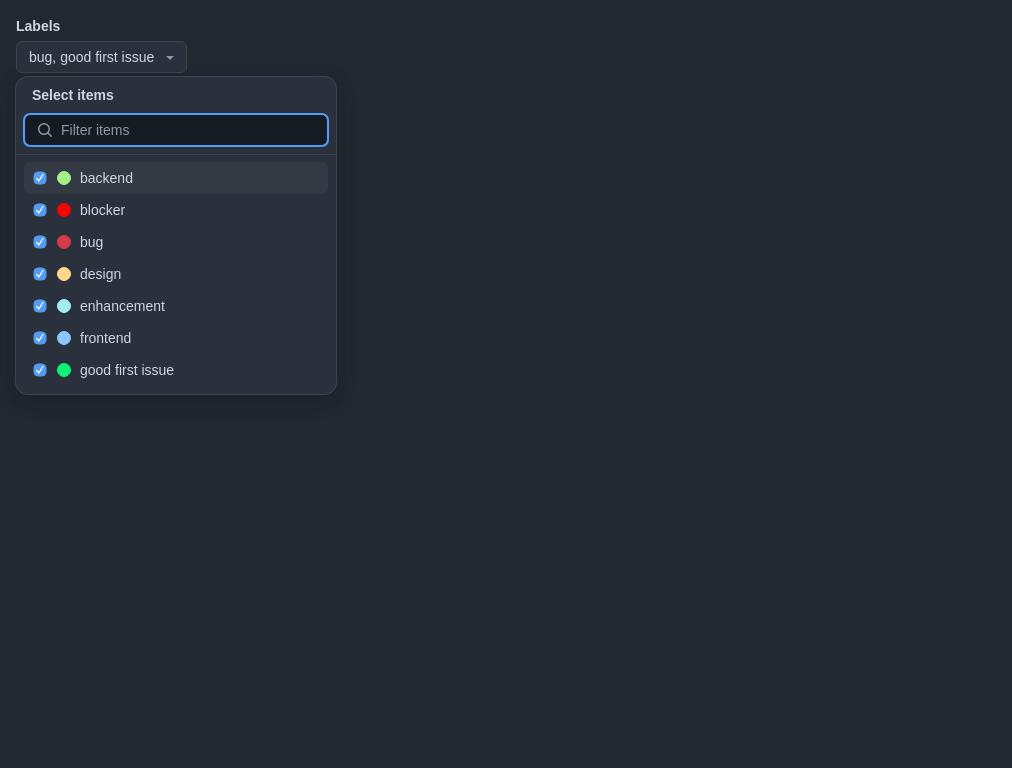 Labels
bug, good first issue
Select items
Filter items
backend
blocker
bug
design
enhancement
frontend
good first issue